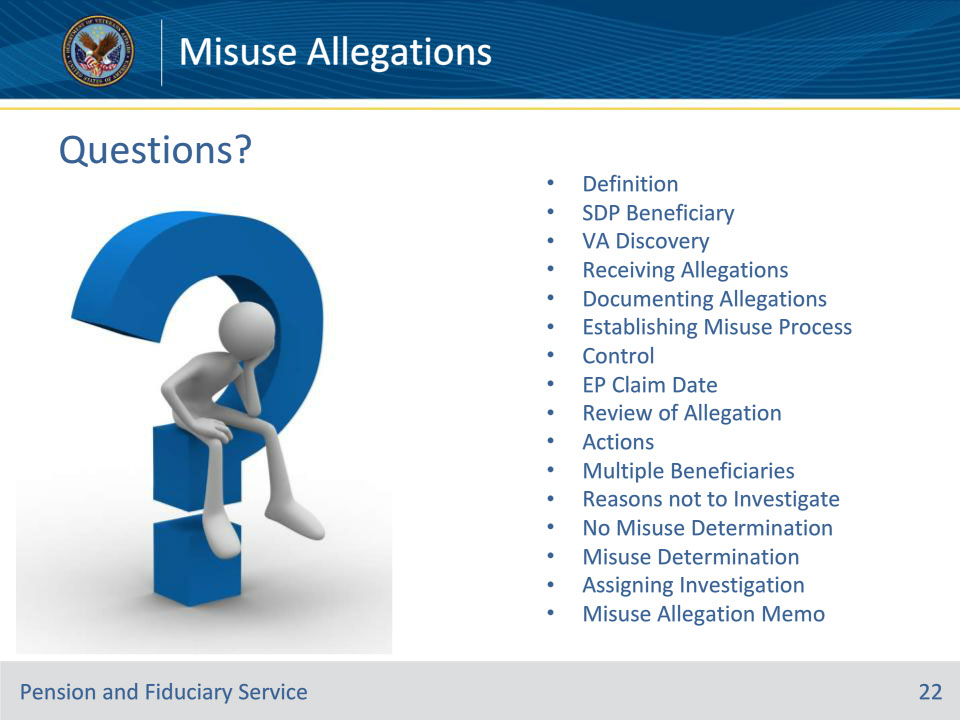 Misuse Allegations
Questions?
• Definition
• SDP Beneficiary
• VA Discovery
• Receiving Allegations
• Documenting Allegations
• Establishing Misuse Process
• Control
• EP Claim Date
• Review of Allegation
• Actions
• Multiple Beneficiaries
• Reasons not to Investigate
• No Misuse Determination
• Misuse Determination
• Assigning Investigation
• Misuse Allegation Memo
Pension and Fiduciary Service
22